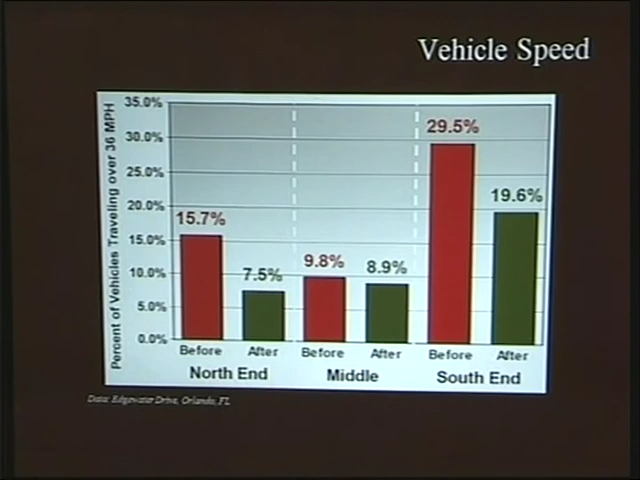 Vehicle Speed
Percent of Vehicles Traveling over 36 MPH
35.0%
30.0%
25.0%
20.0%
15.0%
10.0%
5.0%
0.0%
15.7%
7.5%
9.8%
8.9%
29.5%
19.6%
Before After Before After Before After
North End Middle South End
Data: Edgewater Drive, Orlando, FL